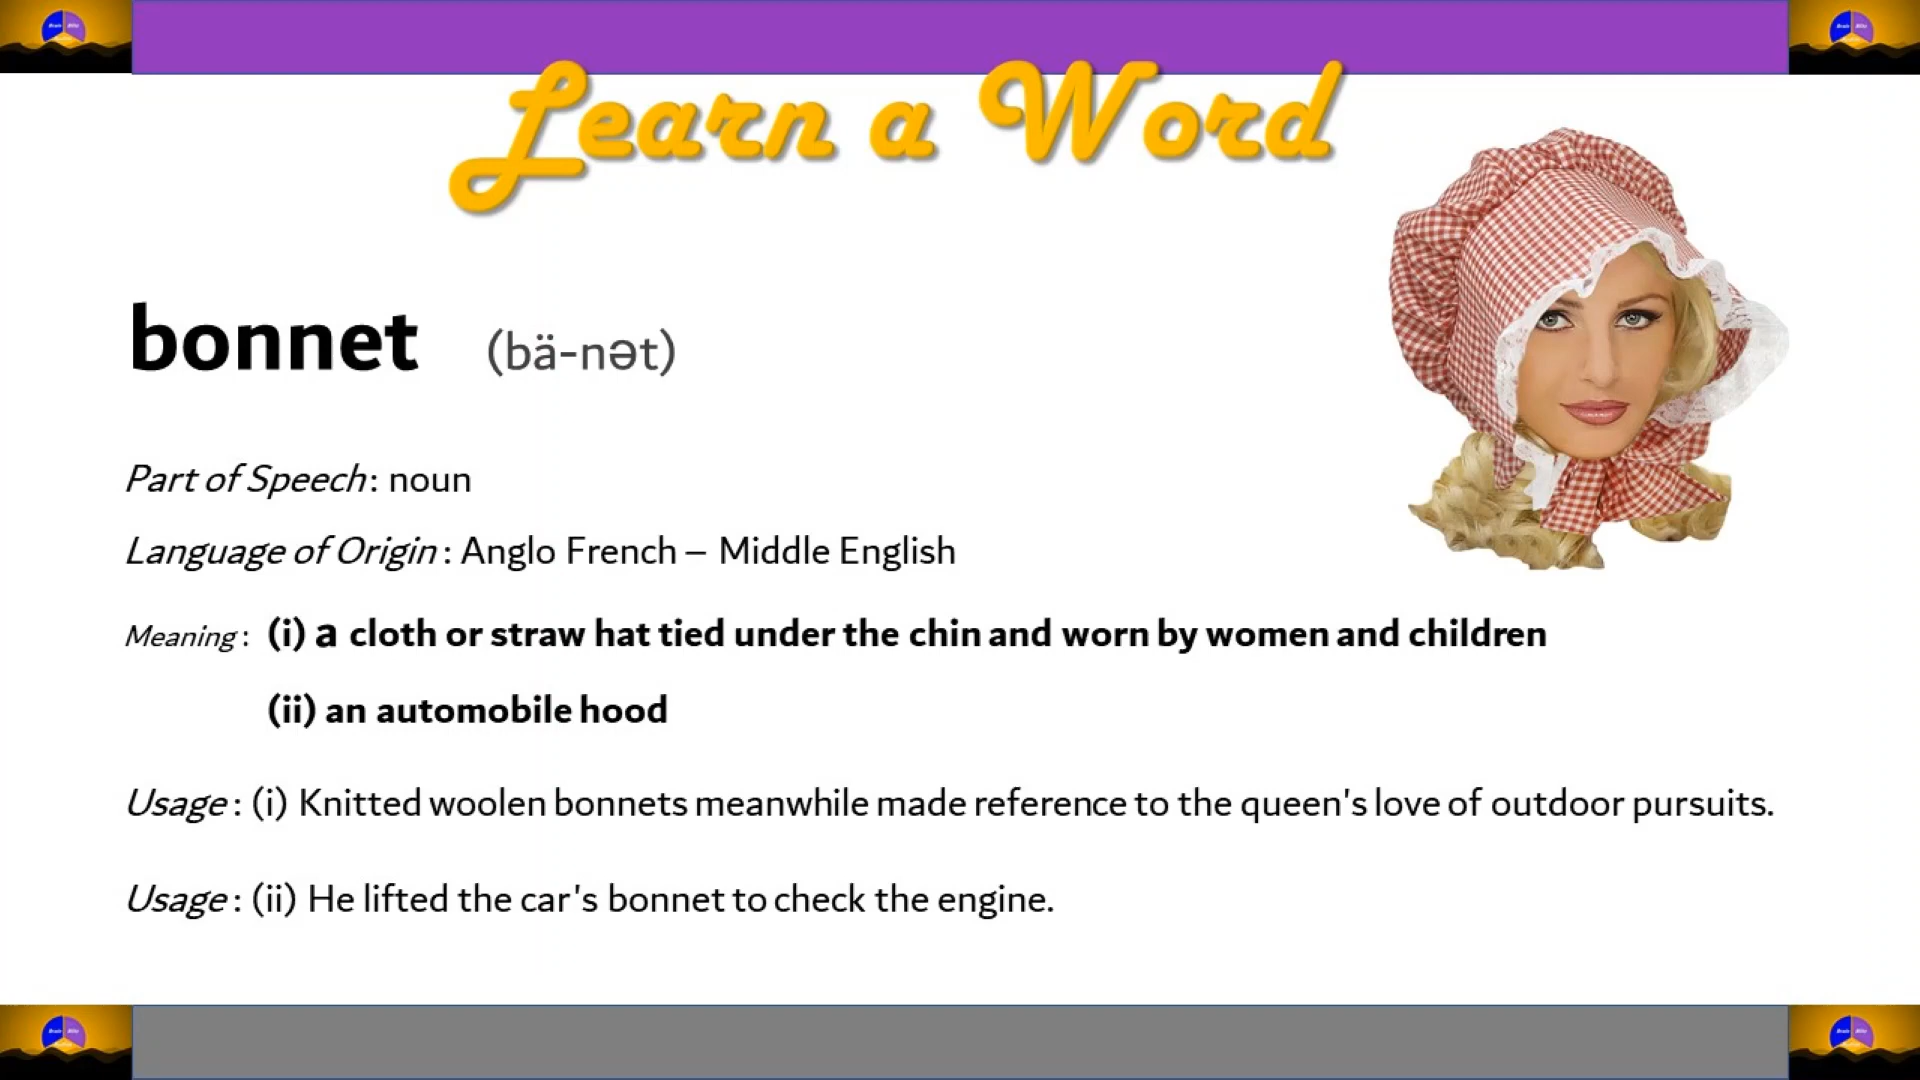 Learn a Word
bonnet (bä-nət)
Part of Speech: noun
Language of Origin: Anglo French – Middle English
Meaning: (i) a cloth or straw hat tied under the chin and worn by women and children
(ii) an automobile hood
Usage: (i) Knitted woolen bonnets meanwhile made reference to the queen's love of outdoor pursuits.
Usage: (ii) He lifted the car's bonnet to check the engine.